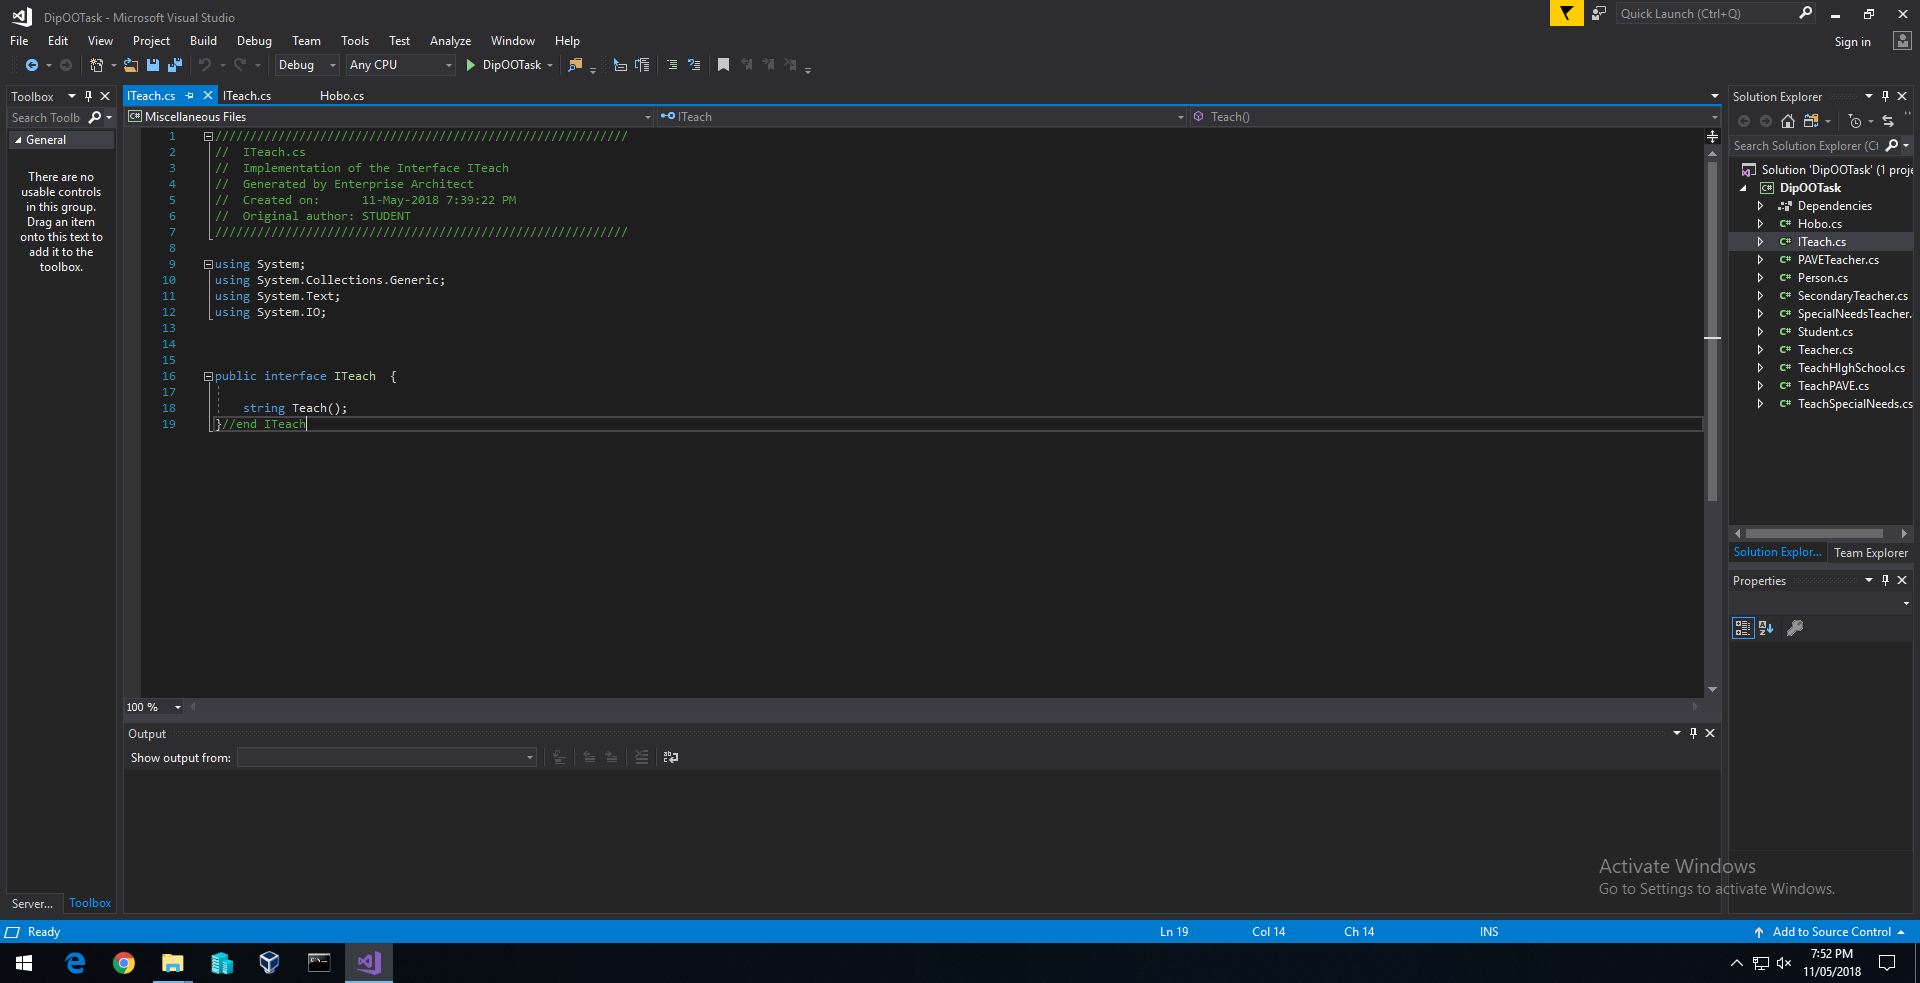 DipOOTask - Microsoft Visual Studio
Quick Launch (Ctrl+Q)
File Edit View Project Build Debug Team Tools Test Analyze Window Help
Sign in
Debug Any CPU DipOOTask
Toolbox
Search Toolb
General
There are no
usable controls
in this group.
Drag an item
onto this text to
add it to the
toolbox.
Server... Toolbox
ITeach.cs ITeach.cs Hobo.cs
C# Miscellaneous Files ITeach Teach()
1 ///////////////////////////////////////////////////////////
2 //  ITeach.cs
3 //  Implementation of the Interface ITeach
4 //  Generated by Enterprise Architect
5 //  Created on:      11-May-2018 7:39:22 PM
6 //  Original author: STUDENT
7 ///////////////////////////////////////////////////////////
8
9 using System;
10 using System.Collections.Generic;
11 using System.Text;
12 using System.IO;
13
14
15
16 public interface ITeach  {
17
18     string Teach();
19 }//end ITeach
100 %
Output
Show output from:
Solution Explorer
Search Solution Explorer (Ct
Solution 'DipOOTask' (1 proje
C# DipOOTask
Dependencies
C# Hobo.cs
C# ITeach.cs
C# PAVETeacher.cs
C# Person.cs
C# SecondaryTeacher.cs
C# SpecialNeedsTeacher.
C# Student.cs
C# Teacher.cs
C# TeachHIghSchool.cs
C# TeachPAVE.cs
C# TeachSpecialNeeds.cs
Solution Explor... Team Explorer
Properties
Activate Windows
Go to Settings to activate Windows.
Ready Ln 19 Col 14 Ch 14 INS Add to Source Control
7:52 PM
11/05/2018